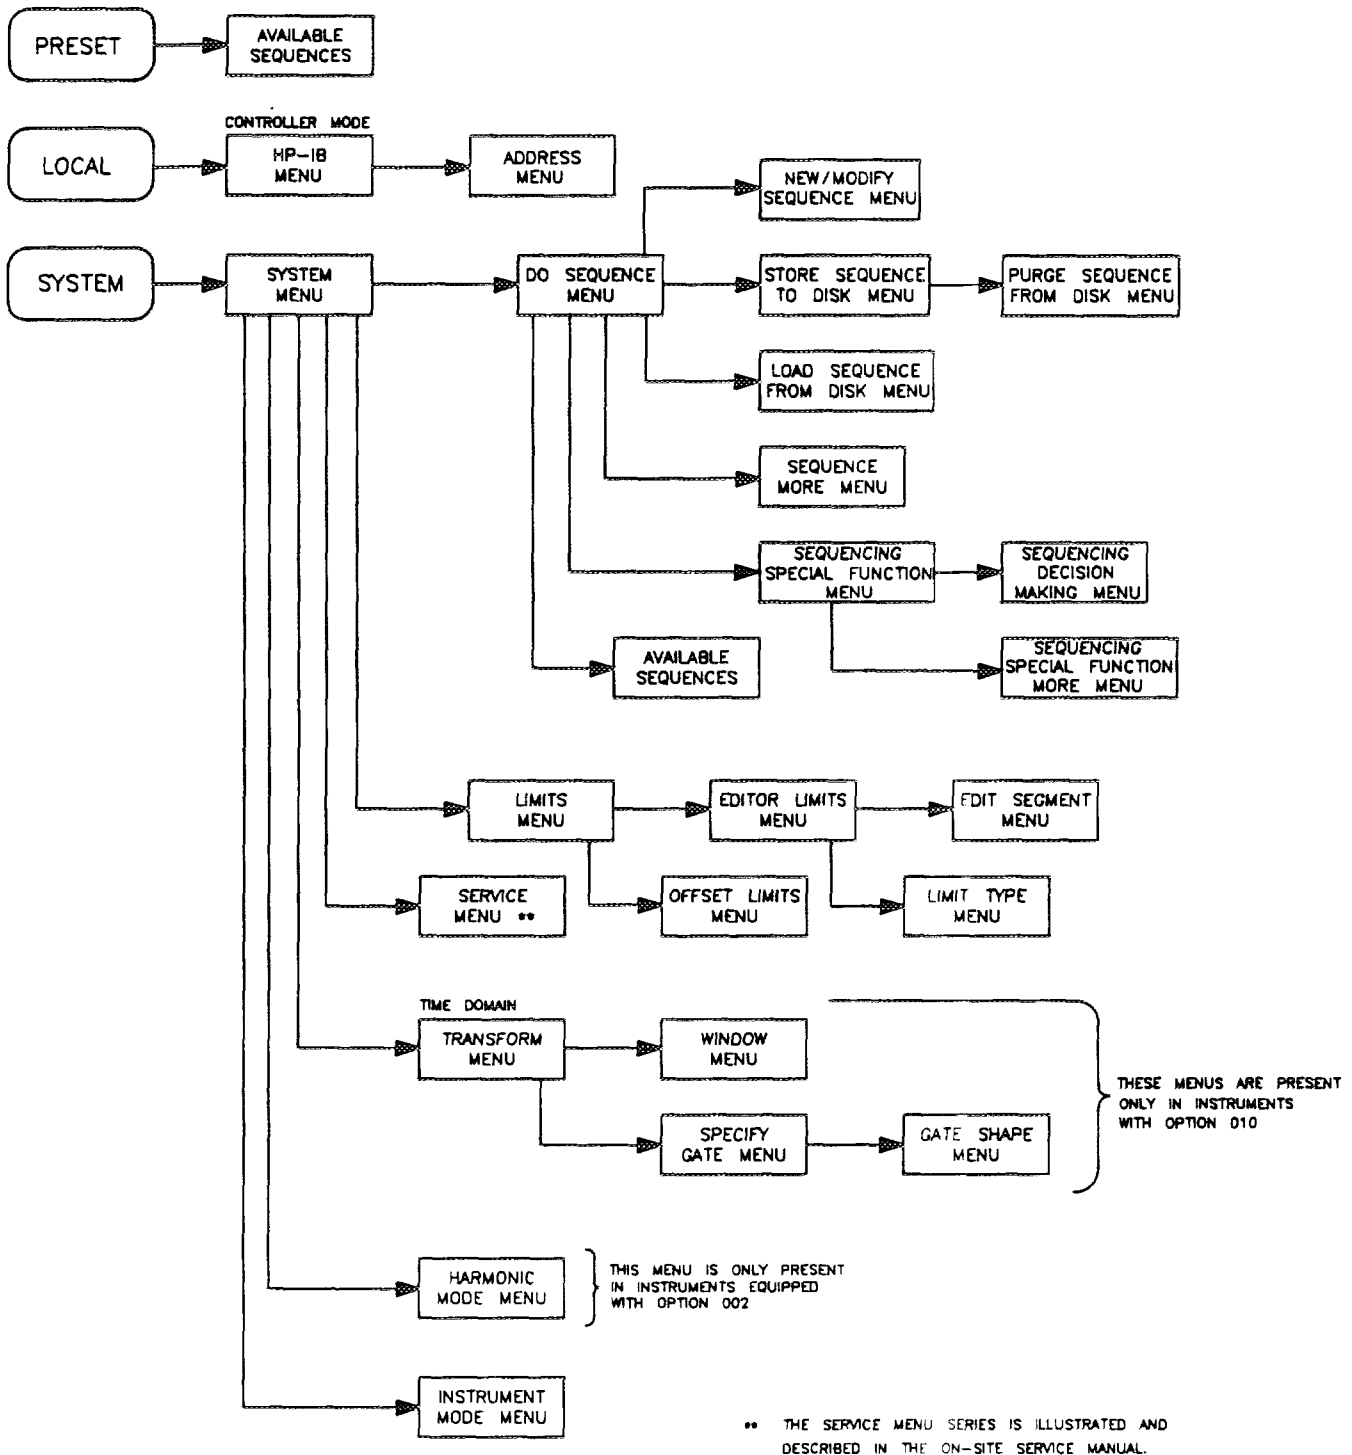 PRESET
AVAILABLE
SEQUENCES
CONTROLLER MODE
LOCAL
HP-IB
MENU
ADDRESS
MENU
NEW/MODIFY
SEQUENCE MENU
SYSTEM
SYSTEM
MENU
DO SEQUENCE
MENU
STORE SEQUENCE
TO DISK MENU
PURGE SEQUENCE
FROM DISK MENU
LOAD SEQUENCE
FROM DISK MENU
SEQUENCE
MORE MENU
SEQUENCING
SPECIAL FUNCTION
MENU
SEQUENCING
DECISION
MAKING MENU
AVAILABLE
SEQUENCES
SEQUENCING
SPECIAL FUNCTION
MORE MENU
LIMITS
MENU
EDITOR LIMITS
MENU
EDIT SEGMENT
MENU
SERVICE
MENU **
OFFSET LIMITS
MENU
LIMIT TYPE
MENU
TIME DOMAIN
TRANSFORM
MENU
WINDOW
MENU
THESE MENUS ARE PRESENT
ONLY IN INSTRUMENTS
WITH OPTION 010
SPECIFY
GATE MENU
GATE SHAPE
MENU
HARMONIC
MODE MENU
THIS MENU IS ONLY PRESENT
IN INSTRUMENTS EQUIPPED
WITH OPTION 002
INSTRUMENT
MODE MENU
** THE SERVICE MENU SERIES IS ILLUSTRATED AND
DESCRIBED IN THE ON-SITE SERVICE MANUAL.